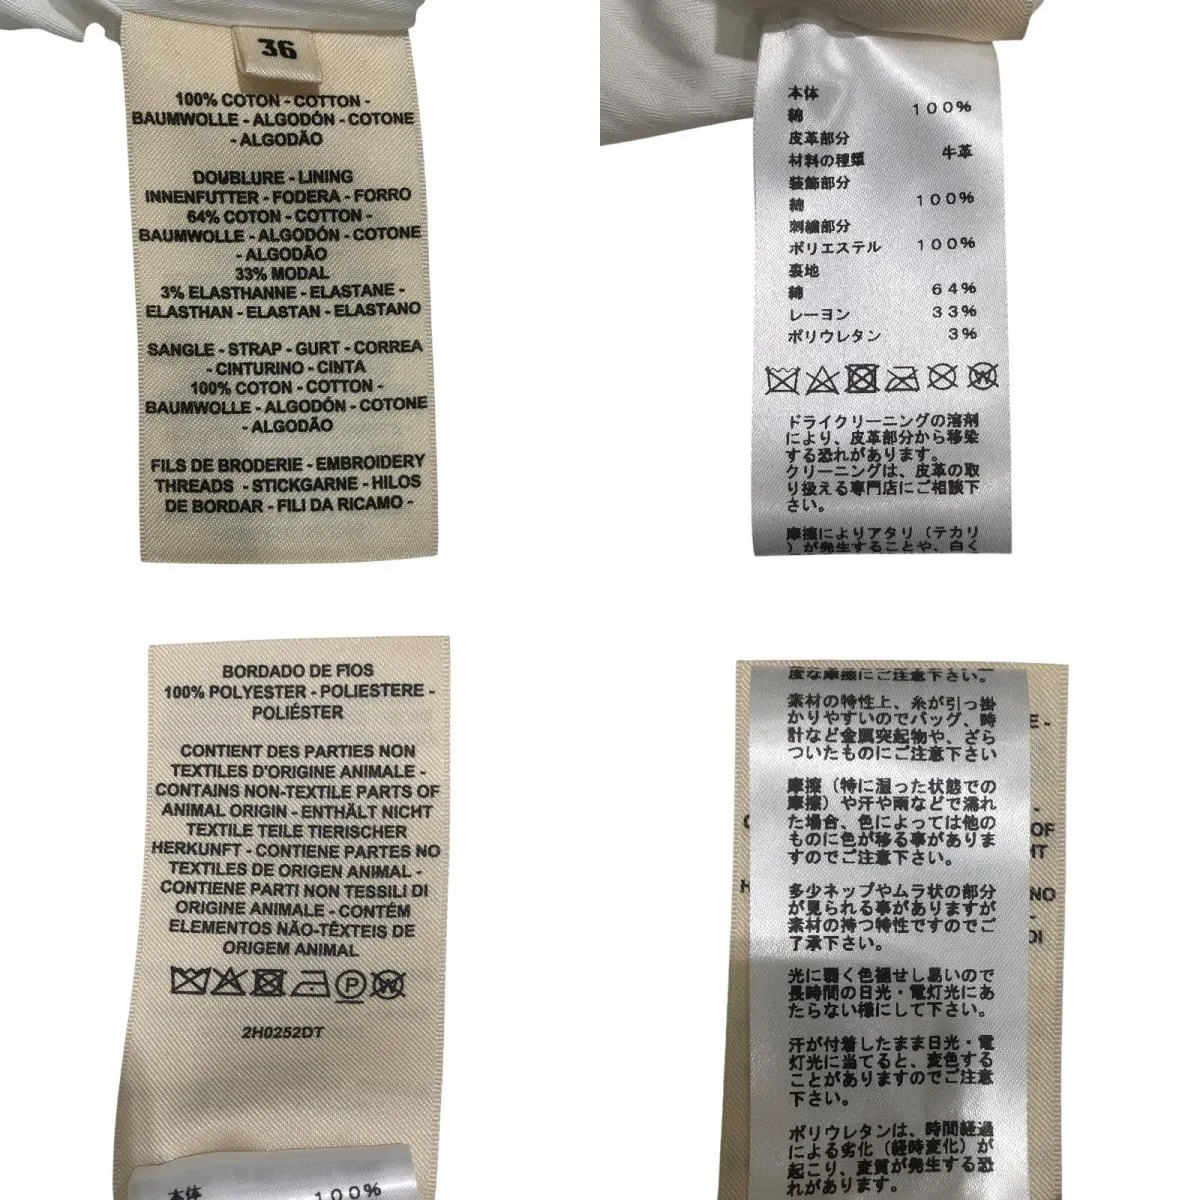 36
100% COTON - COTTON -
BAUMWOLLE - ALGODÓN - COTONE
- ALGODÃO
DOUBLURE - LINING
INNENFUTTER - FODERA - FORRO
64% COTON - COTTON -
BAUMWOLLE - ALGODÓN - COTONE
- ALGODÃO
33% MODAL
3% ELASTHANNE - ELASTANE -
ELASTHAN - ELASTAN - ELASTANO
SANGLE - STRAP - GURT - CORREA
- CINTURINO - CINTA
100% COTON - COTTON -
BAUMWOLLE - ALGODÓN - COTONE
- ALGODÃO
FILS DE BRODERIE - EMBROIDERY
THREADS - STICKGARNE - HILOS
DE BORDAR - FILI DA RICAMO -
本体
綿 100%
皮革部分
材料の種類 牛革
装飾部分
綿 100%
刺繍部分
ポリエステル 100%
裏地
綿 64%
レーヨン 33%
ポリウレタン 3%
W
ドライクリーニングの溶剤
により、皮革部分から移染
する恐れがあります。
クリーニングは、皮革の取
り扱える専門店にご相談下
さい。
摩擦によりアタリ（テカリ
）が発生することや、白く
BORDADO DE FIOS
100% POLYESTER - POLIESTERE -
POLIÉSTER
CONTIENT DES PARTIES NON
TEXTILES D'ORIGINE ANIMALE -
CONTAINS NON-TEXTILE PARTS OF
ANIMAL ORIGIN - ENTHÄLT NICHT
TEXTILE TEILE TIERISCHER
HERKUNFT - CONTIENE PARTES NO
TEXTILES DE ORIGEN ANIMAL -
CONTIENE PARTI NON TESSILI DI
ORIGINE ANIMALE - CONTÉM
ELEMENTOS NÃO-TÊXTEIS DE
ORIGEM ANIMAL
P W
2H0252DT
本体 100%
度な摩擦にご注意下さい。
素材の特性上、糸が引っ掛
かりやすいのでバッグ、時
計など金属突起物や、ざら
ついたものにご注意下さい
摩擦（特に湿った状態での
摩擦）や汗や雨などで濡れ
た場合、色によっては他の
ものに色が移る事がありま
すのでご注意下さい。
多少ネップやムラ状の部分
が見られる事がありますが
素材の持つ特性ですのでご
了承下さい。
光に弱く色褪せし易いので
長時間の日光・電灯光にあ
たらない様にして下さい。
汗が付着したまま日光・電
灯光に当てると、変色する
ことがありますのでご注意
下さい。
ポリウレタンは、時間経過
による劣化（経時変化）が
起こり、変質が発生する恐
れがあります。
E -
-
OF
HT
H NO
-
DI